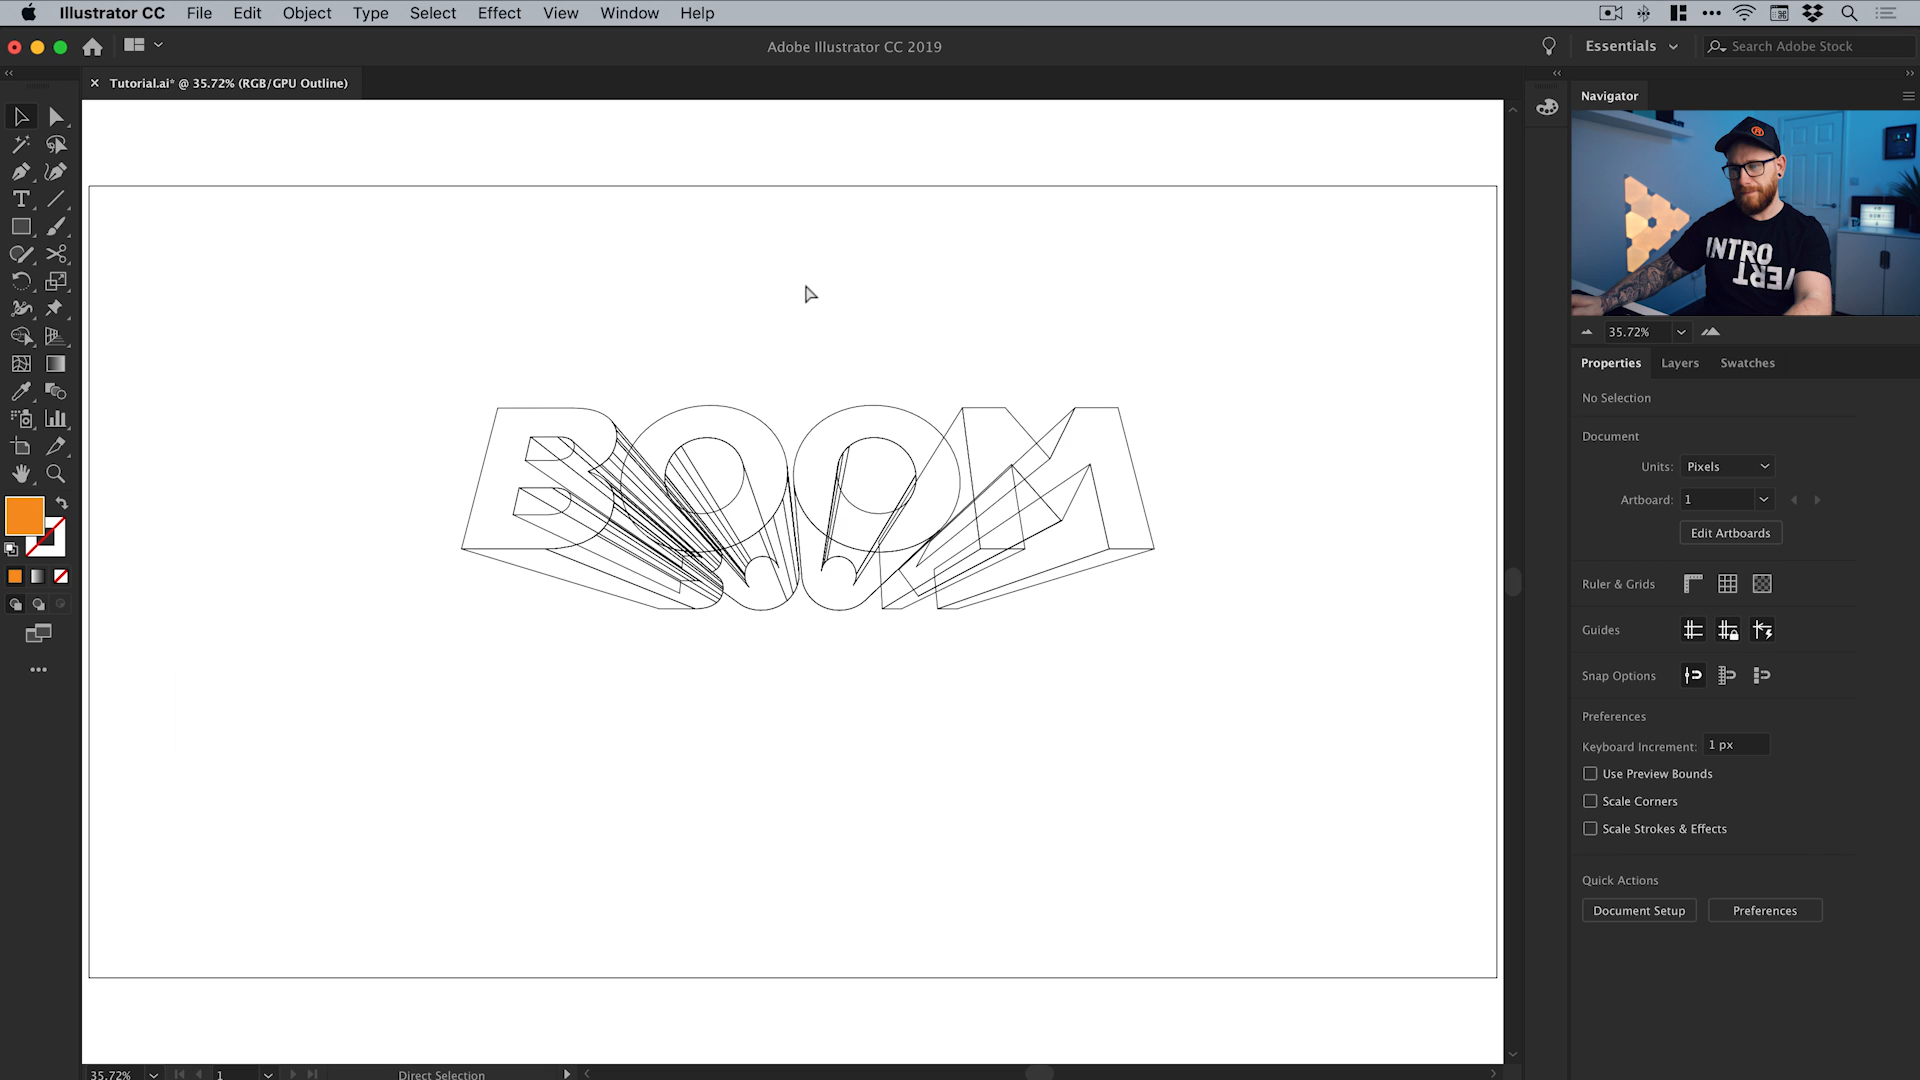 Illustrator CC File Edit Object Type Select Effect View Window Help
Adobe Illustrator CC 2019
Essentials
Search Adobe Stock
Tutorial.ai* @ 35.72% (RGB/GPU Outline)
Navigator
INTRO
VERT
35.72%
Properties Layers Swatches
No Selection
Document
Units: Pixels
Artboard: 1
Edit Artboards
Ruler & Grids
Guides
Snap Options
Preferences
Keyboard Increment: 1 px
Use Preview Bounds
Scale Corners
Scale Strokes & Effects
Quick Actions
Document Setup Preferences
BOOM
35.72% 1 Direct Selection